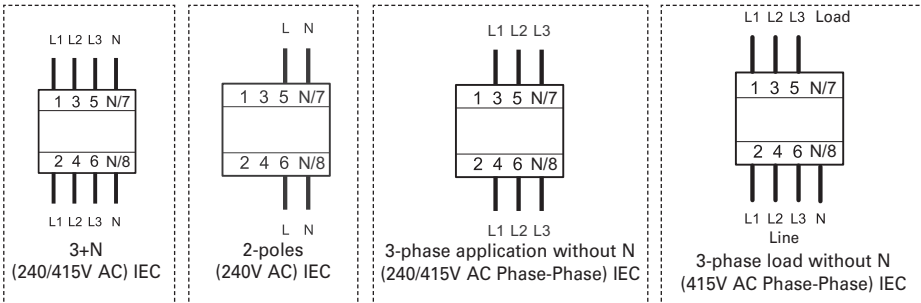 L1 L2 L3 N
1 3 5 N/7
2 4 6 N/8
L1 L2 L3 N
3+N
(240/415V AC) IEC
L N
1 3 5 N/7
2 4 6 N/8
L N
2-poles
(240V AC) IEC
L1 L2 L3
1 3 5 N/7
2 4 6 N/8
L1 L2 L3
3-phase application without N
(240/415V AC Phase-Phase) IEC
L1 L2 L3 Load
1 3 5 N/7
2 4 6 N/8
L1 L2 L3 N
Line
3-phase load without N
(415V AC Phase-Phase) IEC